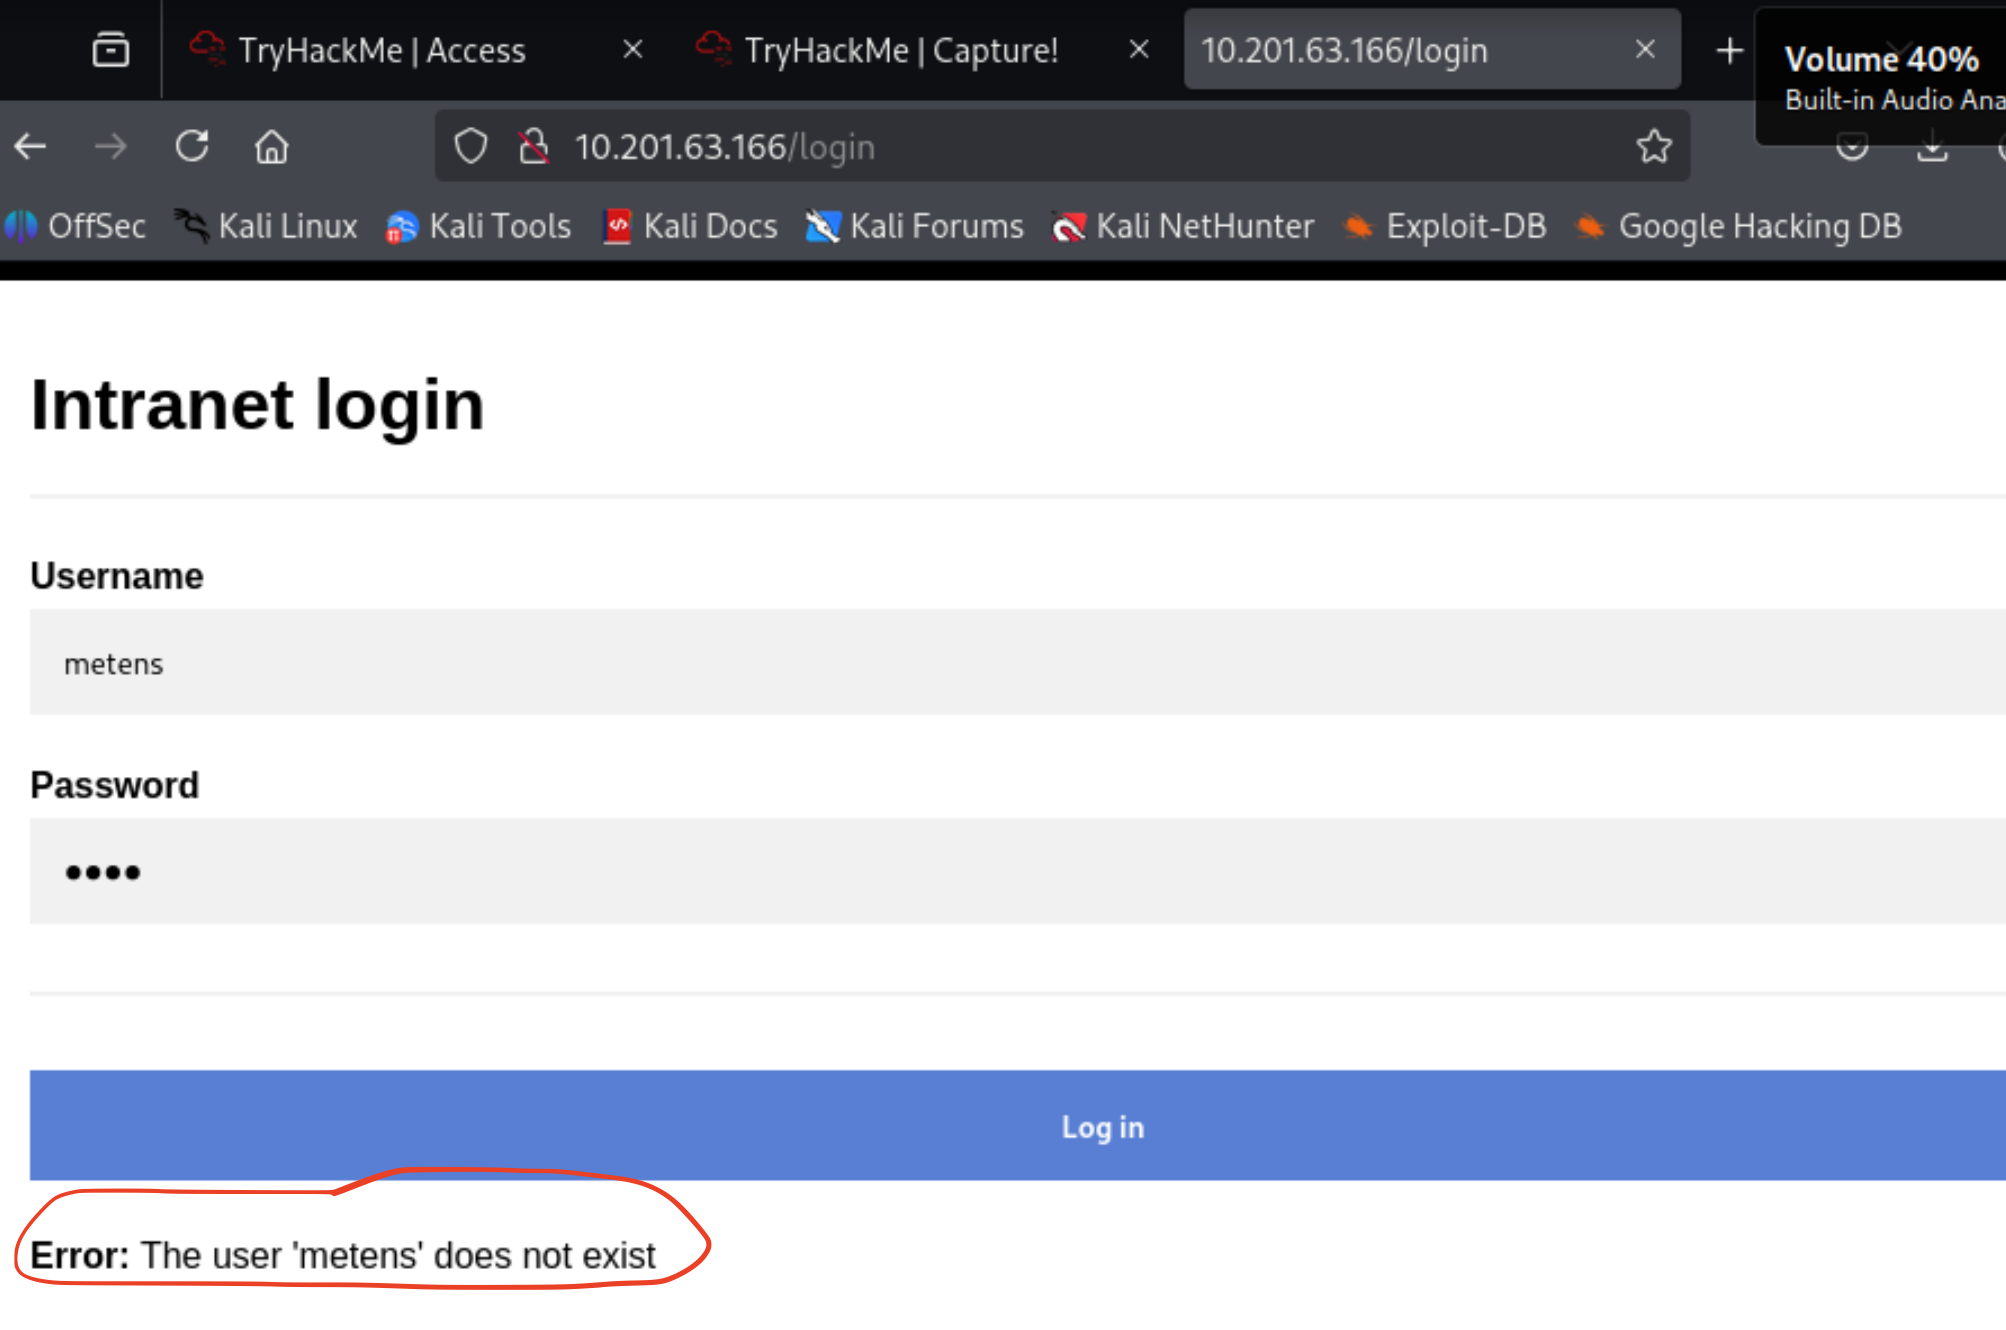 TryHackMe | Access
TryHackMe | Capture!
10.201.63.166/login
Volume 40%
Built-in Audio Ana
10.201.63.166/login
OffSec
Kali Linux
Kali Tools
Kali Docs
Kali Forums
Kali NetHunter
Exploit-DB
Google Hacking DB
Intranet login
Username
metens
Password
Log in
Error: The user 'metens' does not exist